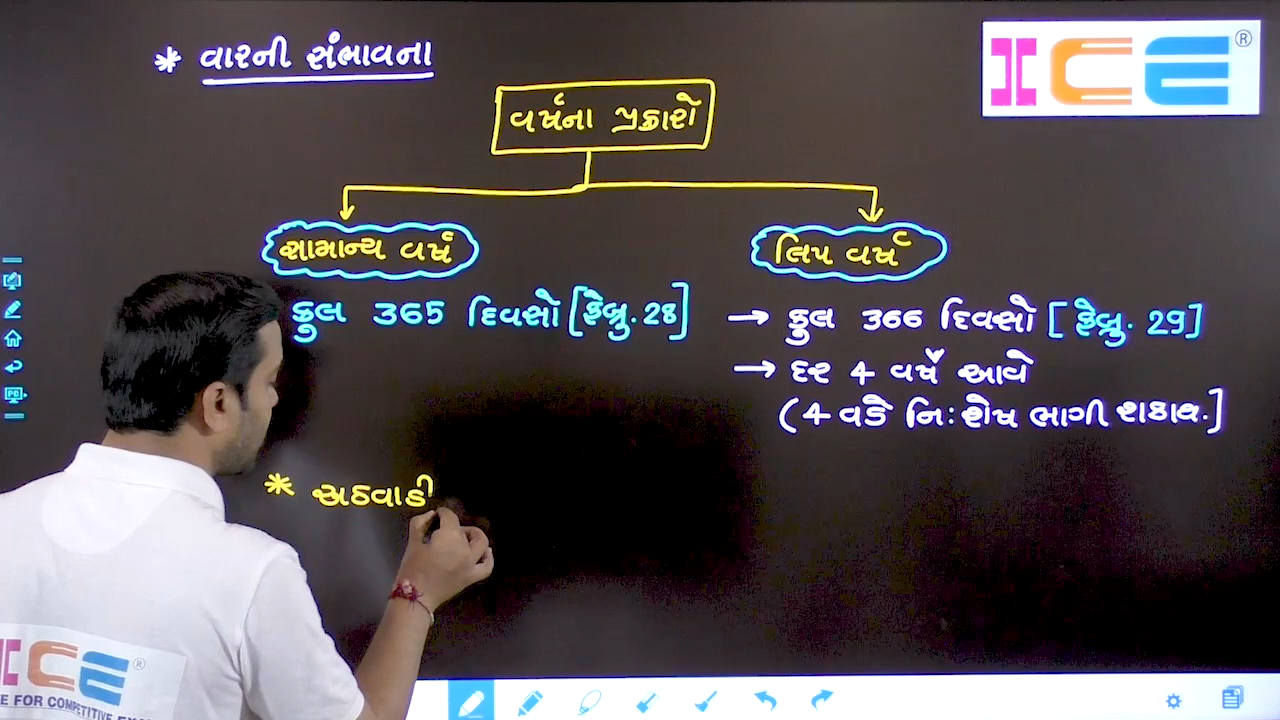 * વારની સંભાવના
ICE ®
વર્ષના પ્રકારો
સામાન્ય વર્ષ
લિપ વર્ષ
કુલ 365 દિવસો [ફેબ્રુ. 28]
→ કુલ 366 દિવસો [ફેબ્રુ. 29]
→ દર 4 વર્ષે આવે
(4 વડે નિ:શેષ ભાગી શકાય.]
* અઠવાડી
ICE ®
E FOR COMPETITIVE